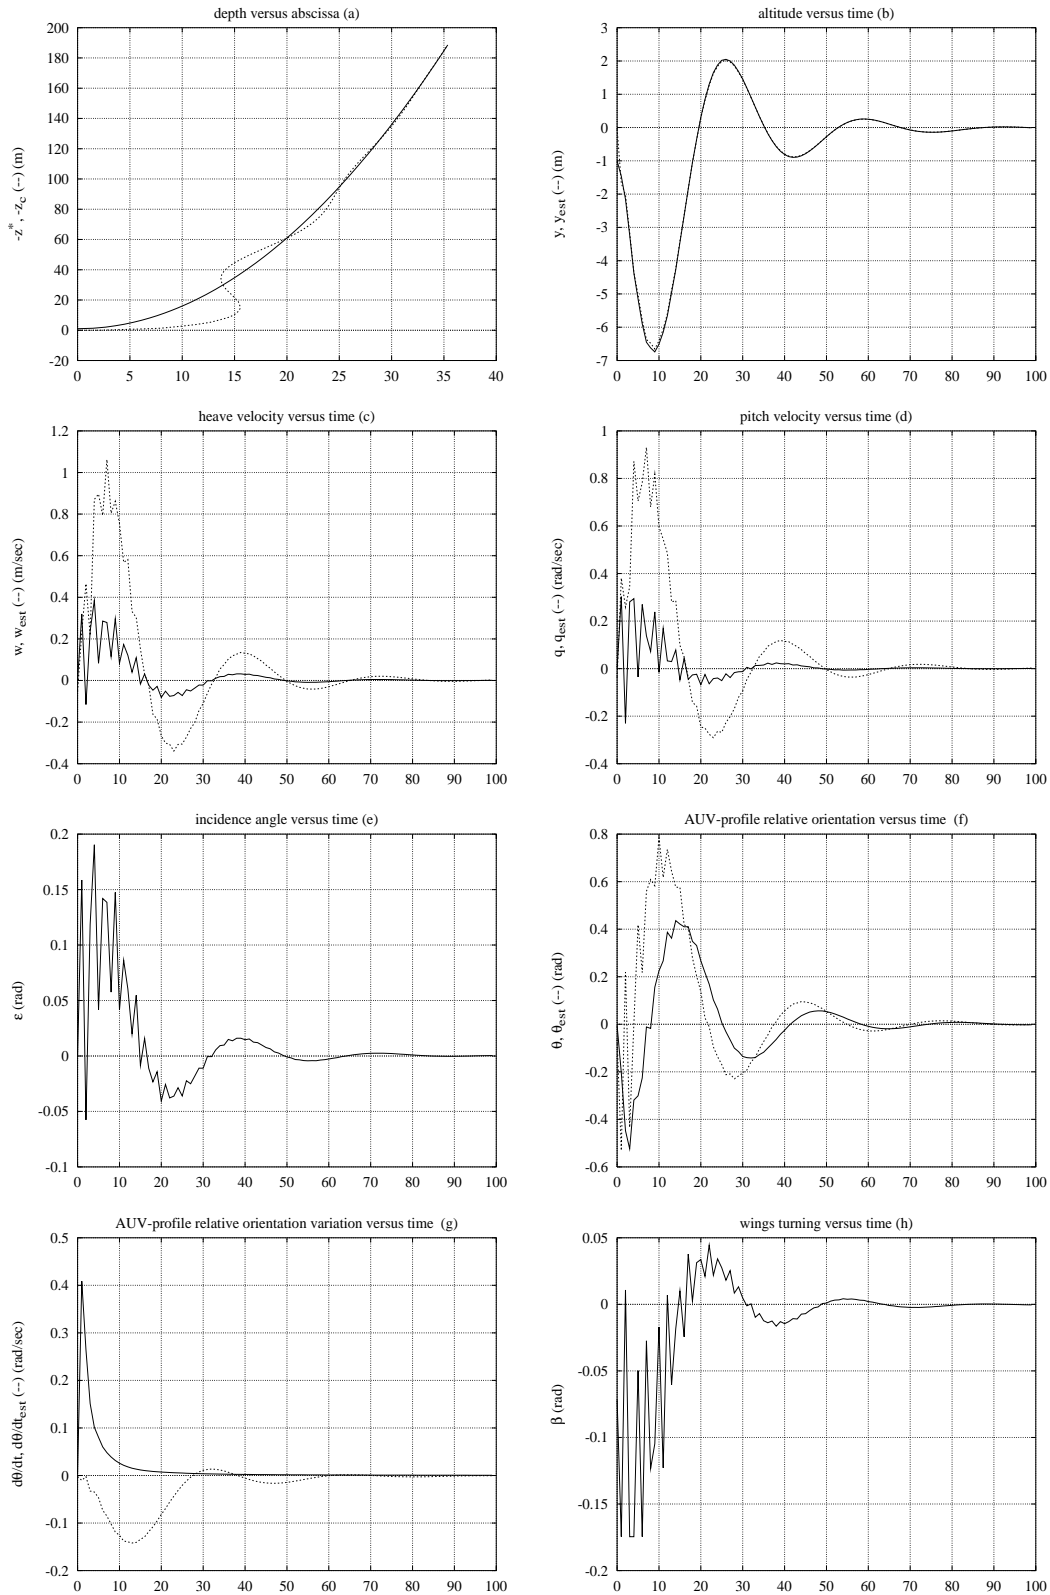 depth versus abscissa (a)
200
180
160
140
120
100
80
60
40
20
0
-20
-z*, -z_c (--) (m)
0 5 10 15 20 25 30 35 40
altitude versus time (b)
3
2
1
0
-1
-2
-3
-4
-5
-6
-7
y, y_est (--) (m)
0 10 20 30 40 50 60 70 80 90 100
heave velocity versus time (c)
1.2
1
0.8
0.6
0.4
0.2
0
-0.2
-0.4
w, w_est (--) (m/sec)
0 10 20 30 40 50 60 70 80 90 100
pitch velocity versus time (d)
1
0.8
0.6
0.4
0.2
0
-0.2
-0.4
q, q_est (--) (rad/sec)
0 10 20 30 40 50 60 70 80 90 100
incidence angle versus time (e)
0.2
0.15
0.1
0.05
0
-0.05
-0.1
ε (rad)
0 10 20 30 40 50 60 70 80 90 100
AUV-profile relative orientation versus time (f)
0.8
0.6
0.4
0.2
0
-0.2
-0.4
-0.6
θ, θ_est (--) (rad)
0 10 20 30 40 50 60 70 80 90 100
AUV-profile relative orientation variation versus time (g)
0.5
0.4
0.3
0.2
0.1
0
-0.1
-0.2
dθ/dt, dθ/dt_est (--) (rad/sec)
0 10 20 30 40 50 60 70 80 90 100
wings turning versus time (h)
0.05
0
-0.05
-0.1
-0.15
-0.2
β (rad)
0 10 20 30 40 50 60 70 80 90 100